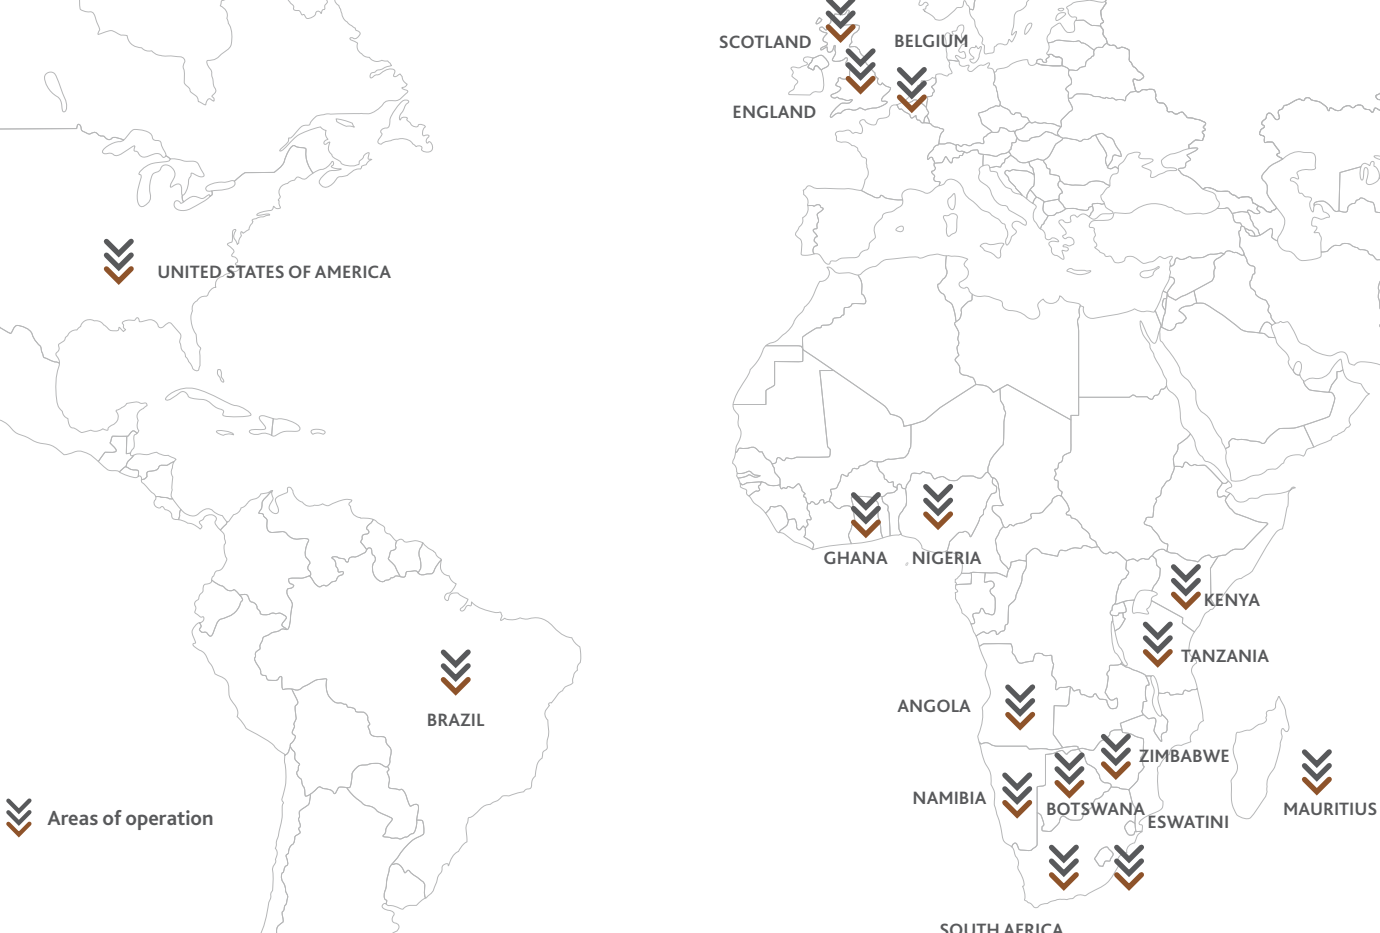 SCOTLAND
BELGIUM
ENGLAND
UNITED STATES OF AMERICA
GHANA
NIGERIA
KENYA
TANZANIA
ANGOLA
BRAZIL
ZIMBABWE
NAMIBIA
BOTSWANA
MAURITIUS
ESWATINI
Areas of operation
SOUTH AFRICA